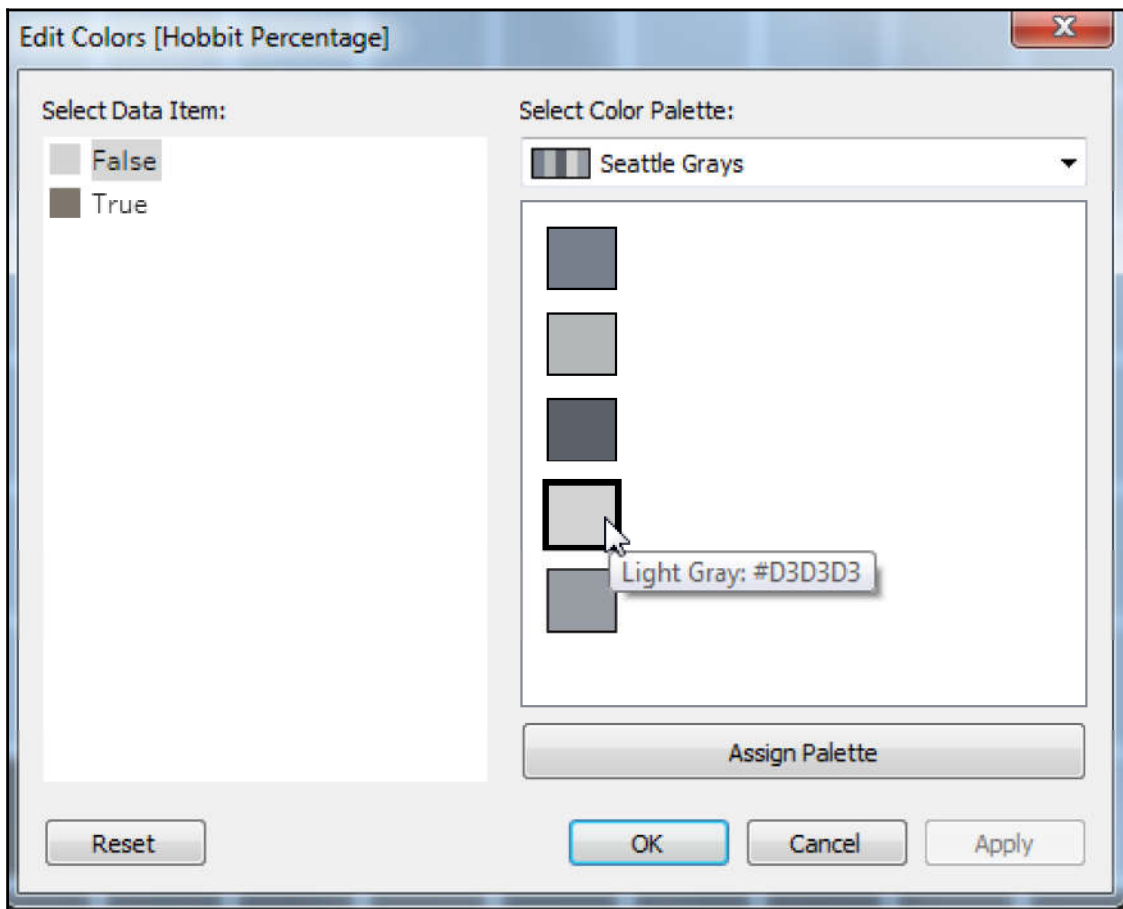 Edit Colors [Hobbit Percentage]
X
Select Data Item:
False
True
Select Color Palette:
Seattle Grays
Light Gray: #D3D3D3
Assign Palette
Reset
OK
Cancel
Apply